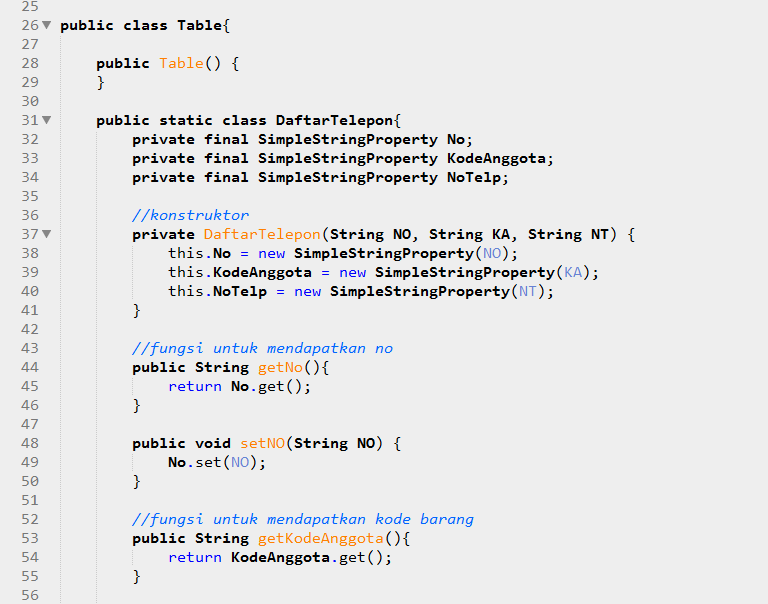 25
26 public class Table{
27
28 public Table() {
29 }
30
31 public static class DaftarTelepon{
32 private final SimpleStringProperty No;
33 private final SimpleStringProperty KodeAnggota;
34 private final SimpleStringProperty NoTelp;
35
36 //konstruktor
37 private DaftarTelepon(String NO, String KA, String NT) {
38 this.No = new SimpleStringProperty(NO);
39 this.KodeAnggota = new SimpleStringProperty(KA);
40 this.NoTelp = new SimpleStringProperty(NT);
41 }
42
43 //fungsi untuk mendapatkan no
44 public String getNo(){
45 return No.get();
46 }
47
48 public void setNO(String NO) {
49 No.set(NO);
50 }
51
52 //fungsi untuk mendapatkan kode barang
53 public String getKodeAnggota(){
54 return KodeAnggota.get();
55 }
56